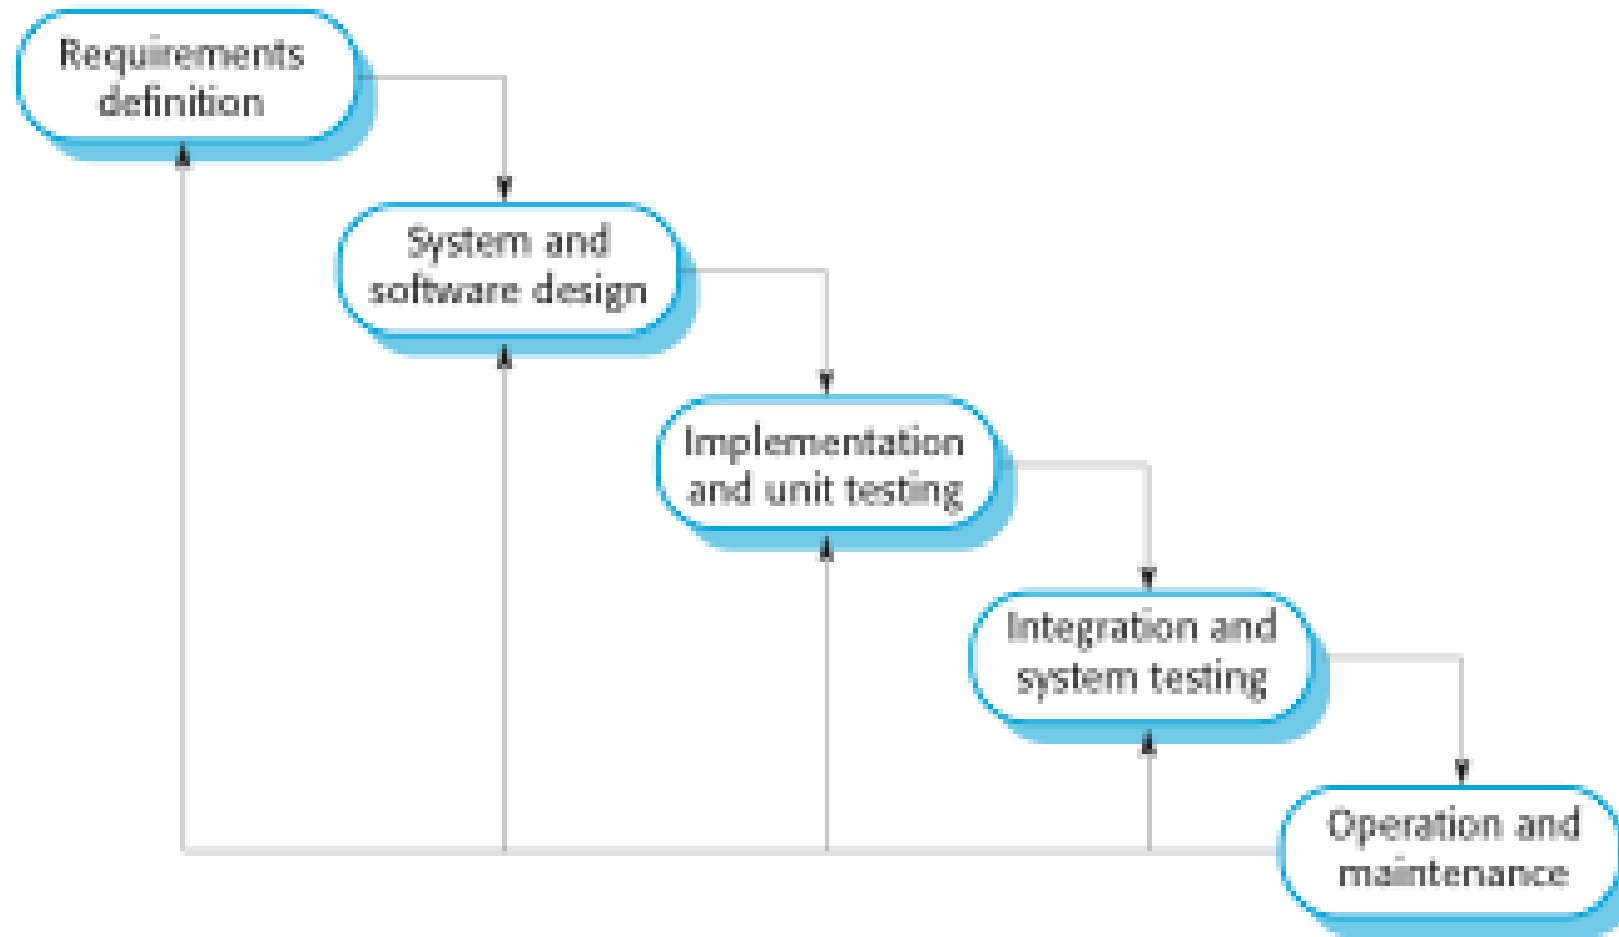 Requirements
definition
System and
software design
Implementation
and unit testing
Integration and
system testing
Operation and
maintenance